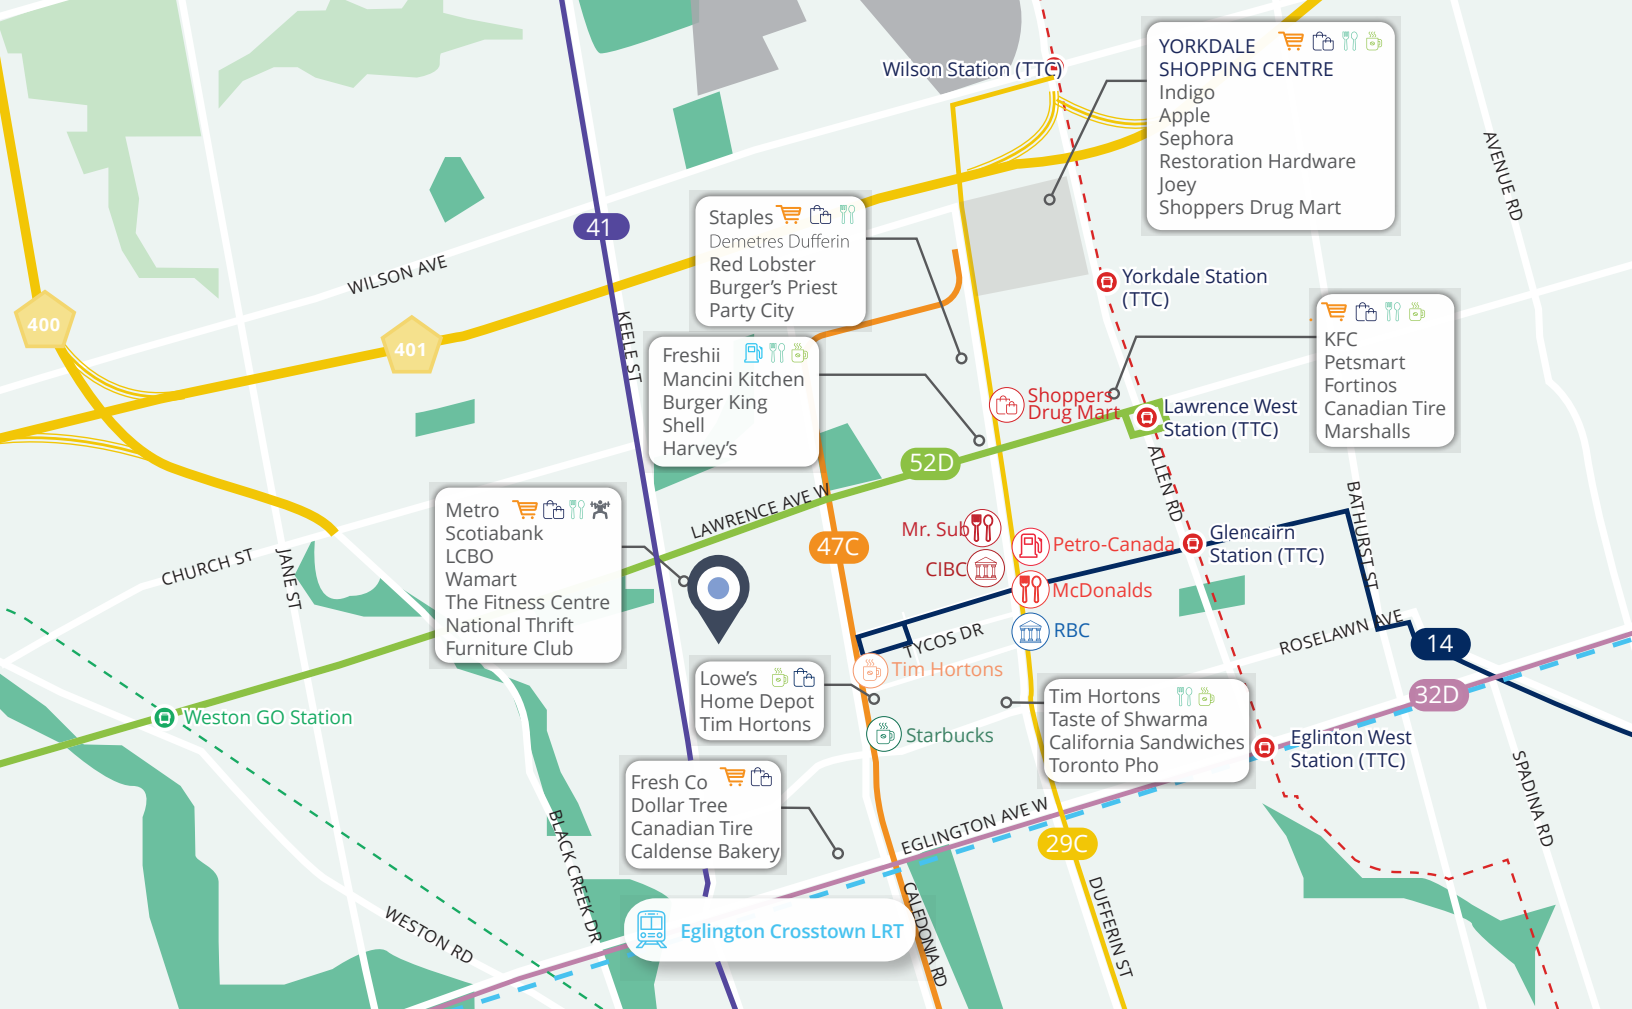 Wilson Station (TTC)
YORKDALE
SHOPPING CENTRE
Indigo
Apple
Sephora
Restoration Hardware
Joey
Shoppers Drug Mart
AVENUE RD
41
Staples
Demetres Dufferin
Red Lobster
Burger's Priest
Party City
WILSON AVE
Yorkdale Station
(TTC)
400
401
KEELE ST
Freshii
Mancini Kitchen
Burger King
Shell
Harvey's
KFC
Petsmart
Fortinos
Canadian Tire
Marshalls
Shoppers
Drug Mart
Lawrence West
Station (TTC)
52D
ALLEN RD
BATHURST ST
LAWRENCE AVE W
Metro
Scotiabank
LCBO
Wamart
The Fitness Centre
National Thrift
Furniture Club
47C
Mr. Sub
Petro-Canada
CIBC
McDonalds
RBC
Glencairn
Station (TTC)
CHURCH ST
JANE ST
TYCOS DR
ROSELAWN AVE
14
32D
Tim Hortons
Lowe's
Home Depot
Tim Hortons
Starbucks
Tim Hortons
Taste of Shwarma
California Sandwiches
Toronto Pho
Weston GO Station
Eglinton West
Station (TTC)
Fresh Co
Dollar Tree
Canadian Tire
Caldense Bakery
SPADINA RD
EGLINGTON AVE W
29C
BLACK CREEK DR
WESTON RD
CALEDONIA RD
DUFFERIN ST
Eglington Crosstown LRT